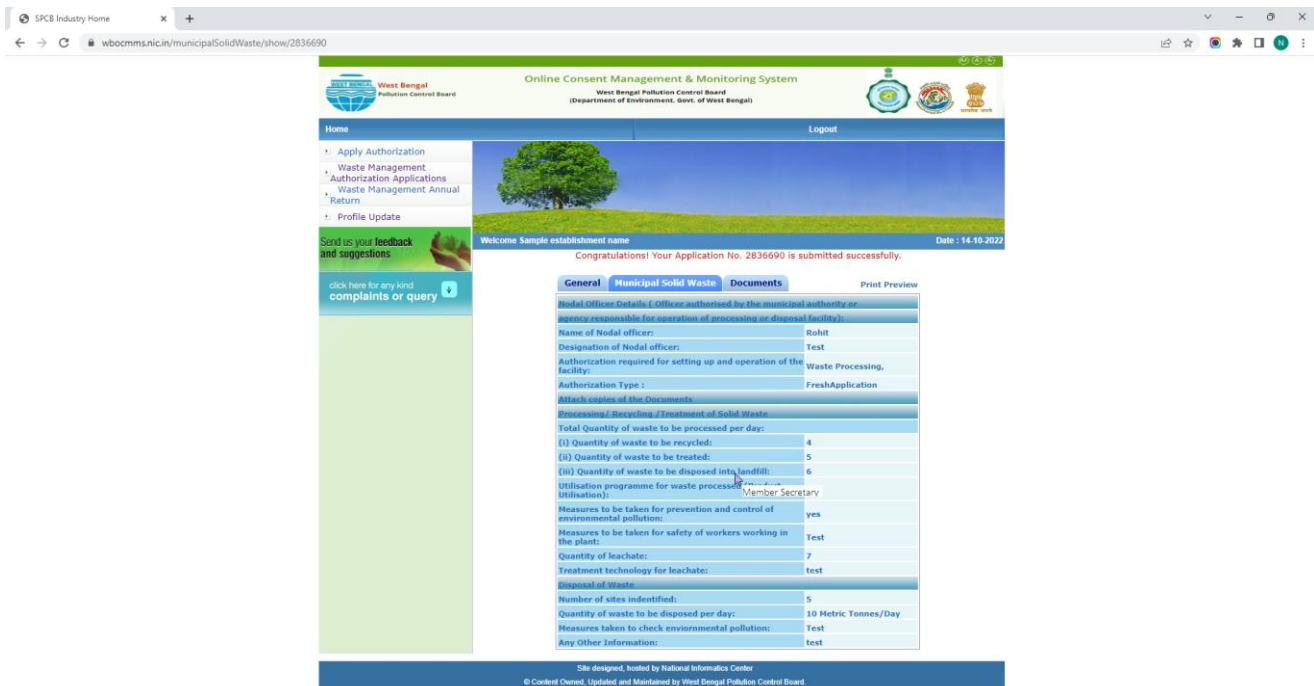 SPCB Industry Home
wbocmms.nic.in/municipalSolidWaste/show/2836690
N
WEST BENGAL
West Bengal
Pollution Control Board
Online Consent Management & Monitoring System
West Bengal Pollution Control Board
(Department of Environment, Govt. of West Bengal)
Home
Logout
Apply Authorization
Waste Management
Authorization Applications
Waste Management Annual
Return
Profile Update
Send us your feedback
and suggestions
click here for any kind
complaints or query
Welcome Sample establishment name
Date : 14-10-2022
Congratulations! Your Application No. 2836690 is submitted successfully.
General
Municipal Solid Waste
Documents
Print Preview
Nodal Officer Details ( Officer authorised by the municipal authority or
agency responsible for operation of processing or disposal facility):
Name of Nodal officer: Rohit
Designation of Nodal officer: Test
Authorization required for setting up and operation of the
facility: Waste Processing,
Authorization Type : FreshApplication
Attach copies of the Documents
Processing/ Recycling /Treatment of Solid Waste
Total Quantity of waste to be processed per day:
(i) Quantity of waste to be recycled: 4
(ii) Quantity of waste to be treated: 5
(iii) Quantity of waste to be disposed into landfill: 6
Utilisation programme for waste processed (Product
Utilisation):
Member Secretary
Measures to be taken for prevention and control of
environmental pollution: yes
Measures to be taken for safety of workers working in
the plant: Test
Quantity of leachate: 7
Treatment technology for leachate: test
Disposal of Waste
Number of sites indentified: 5
Quantity of waste to be disposed per day: 10 Metric Tonnes/Day
Measures taken to check enviornmental pollution: Test
Any Other Information: test
Site designed, hosted by National Informatics Center
© Content Owned, Updated and Maintained by West Bengal Pollution Control Board.